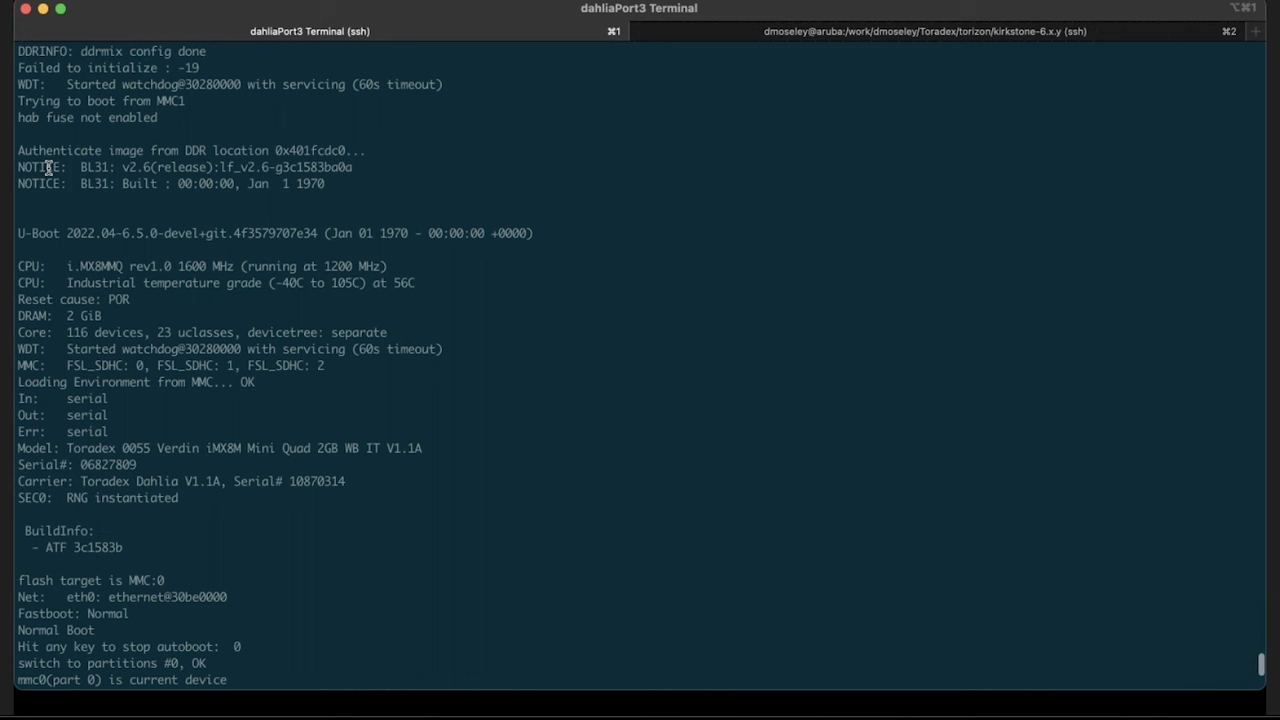 dahliaPort3 Terminal
⌥⌘1
dahliaPort3 Terminal (ssh) ⌘1
dmoseley@aruba:/work/dmoseley/Toradex/torizon/kirkstone-6.x.y (ssh) ⌘2 +
DDRINFO: ddrmix config done
Failed to initialize : -19
WDT:   Started watchdog@30280000 with servicing (60s timeout)
Trying to boot from MMC1
hab fuse not enabled
Authenticate image from DDR location 0x401fcdc0...
NOTICE:  BL31: v2.6(release):lf_v2.6-g3c1583ba0a
NOTICE:  BL31: Built : 00:00:00, Jan  1 1970
U-Boot 2022.04-6.5.0-devel+git.4f3579707e34 (Jan 01 1970 - 00:00:00 +0000)
CPU:   i.MX8MMQ rev1.0 1600 MHz (running at 1200 MHz)
CPU:   Industrial temperature grade (-40C to 105C) at 56C
Reset cause: POR
DRAM:  2 GiB
Core:  116 devices, 23 uclasses, devicetree: separate
WDT:   Started watchdog@30280000 with servicing (60s timeout)
MMC:   FSL_SDHC: 0, FSL_SDHC: 1, FSL_SDHC: 2
Loading Environment from MMC... OK
In:    serial
Out:   serial
Err:   serial
Model: Toradex 0055 Verdin iMX8M Mini Quad 2GB WB IT V1.1A
Serial#: 06827809
Carrier: Toradex Dahlia V1.1A, Serial# 10870314
SEC0:  RNG instantiated
BuildInfo:
- ATF 3c1583b
flash target is MMC:0
Net:   eth0: ethernet@30be0000
Fastboot: Normal
Normal Boot
Hit any key to stop autoboot:  0
switch to partitions #0, OK
mmc0(part 0) is current device